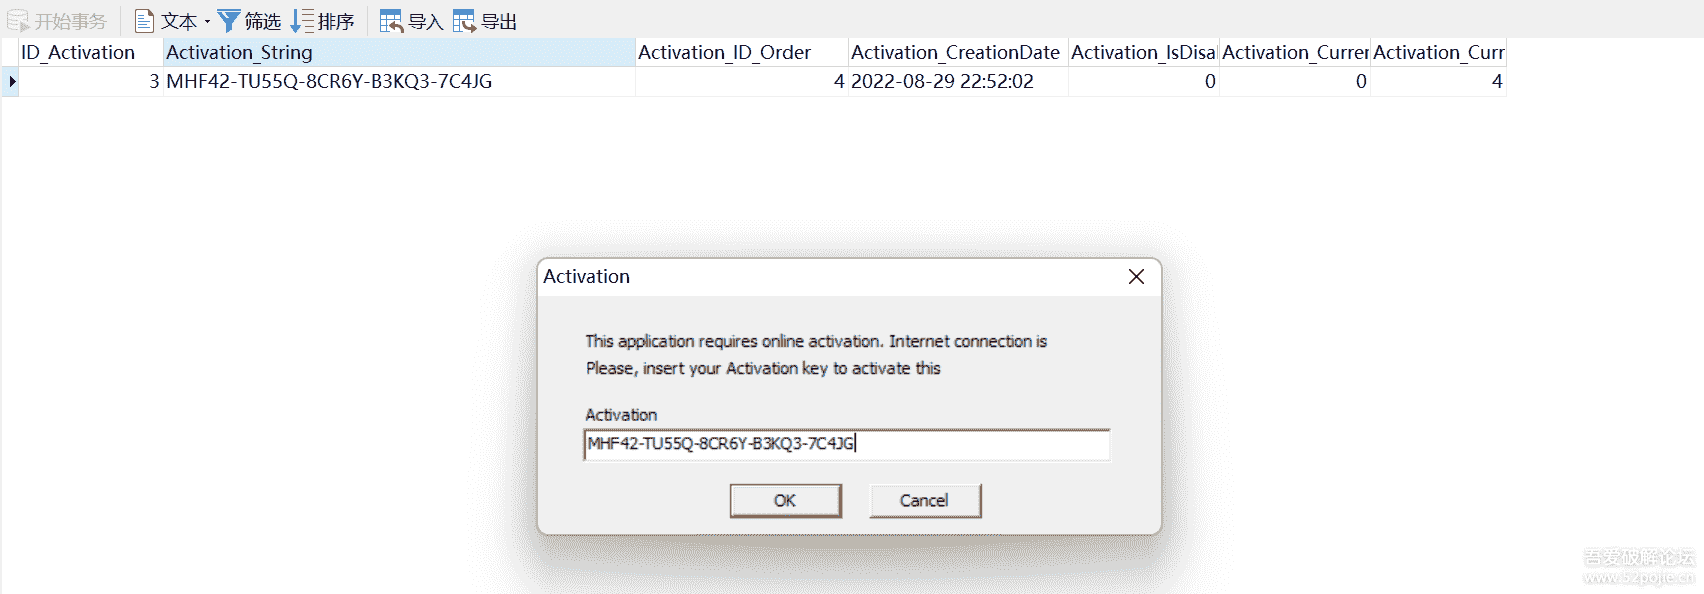 开始事务 文本 筛选 排序 导入 导出
ID_Activation Activation_String Activation_ID_Order Activation_CreationDate Activation_IsDisal Activation_Currer Activation_Curr
3 MHF42-TU55Q-8CR6Y-B3KQ3-7C4JG 4 2022-08-29 22:52:02 0 0 4
Activation
This application requires online activation. Internet connection is
Please, insert your Activation key to activate this
Activation
MHF42-TU55Q-8CR6Y-B3KQ3-7C4JG
OK Cancel
吾爱破解论坛
www.52pojie.cn